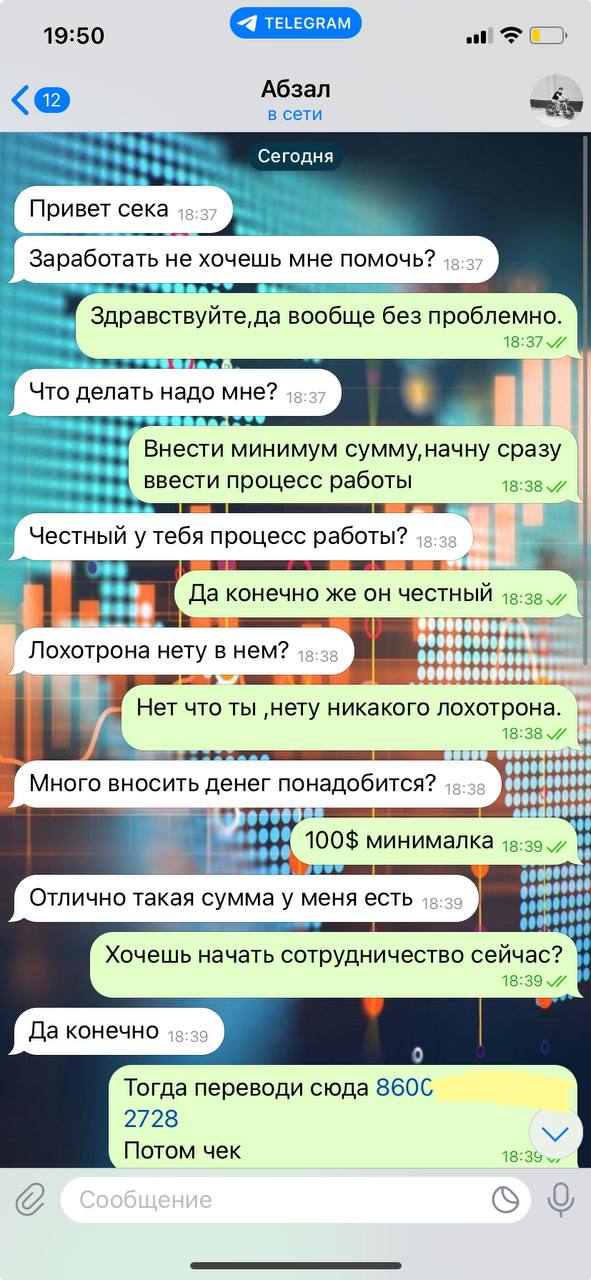 19:50
TELEGRAM
12
Абзал
в сети
Сегодня
Привет сека 18:37
Заработать не хочешь мне помочь? 18:37
Здравствуйте,да вообще без проблемно.
18:37
Что делать надо мне? 18:37
Внести минимум сумму,начну сразу
ввести процесс работы 18:38
Честный у тебя процесс работы? 18:38
Да конечно же он честный 18:38
Лохотрона нету в нем? 18:38
Нет что ты ,нету никакого лохотрона.
18:38
Много вносить денег понадобится? 18:38
100$ минималка 18:39
Отлично такая сумма у меня есть 18:39
Хочешь начать сотрудничество сейчас?
18:39
Да конечно 18:39
Тогда переводи сюда 8600
2728
Потом чек 18:39
Сообщение